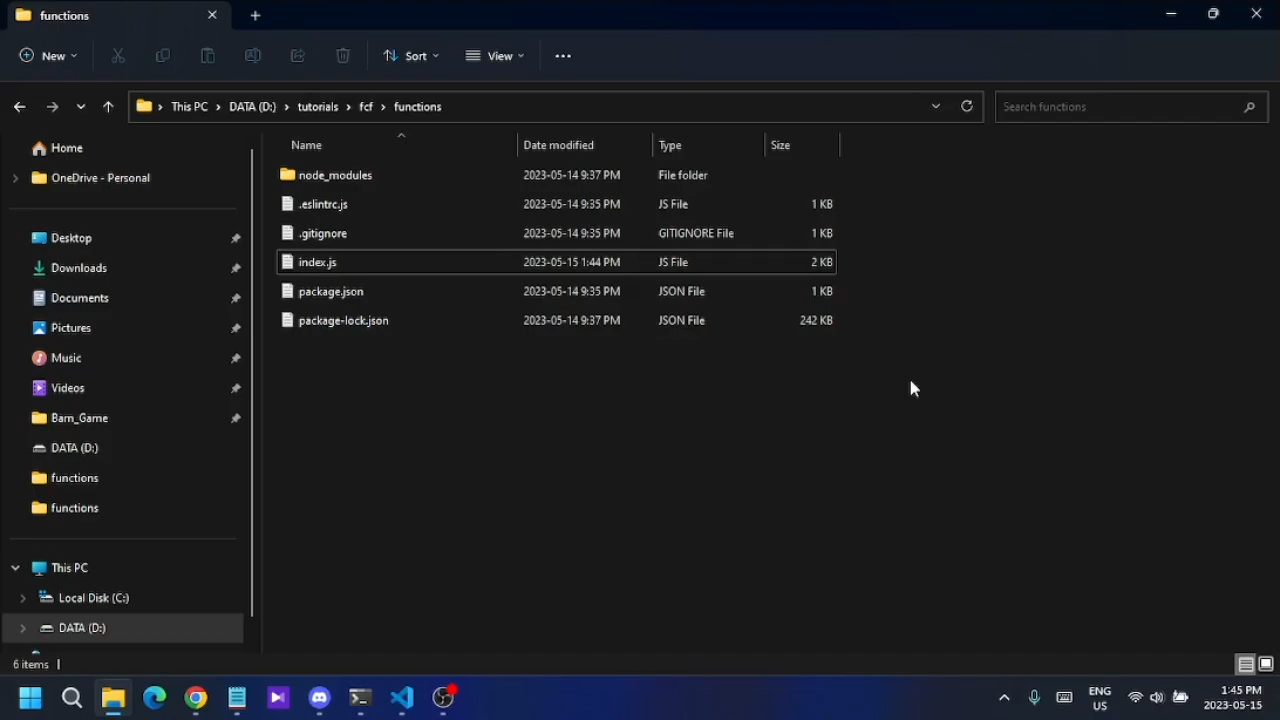 functions
New
Sort
View
This PC > DATA (D:) > tutorials > fcf > functions
Search functions
Home
OneDrive - Personal
Desktop
Downloads
Documents
Pictures
Music
Videos
Barn_Game
DATA (D:)
functions
functions
This PC
Local Disk (C:)
DATA (D:)
Name Date modified Type Size
node_modules 2023-05-14 9:37 PM File folder
.eslintrc.js 2023-05-14 9:35 PM JS File 1 KB
.gitignore 2023-05-14 9:35 PM GITIGNORE File 1 KB
index.js 2023-05-15 1:44 PM JS File 2 KB
package.json 2023-05-14 9:35 PM JSON File 1 KB
package-lock.json 2023-05-14 9:37 PM JSON File 242 KB
6 items
ENG
US
1:45 PM
2023-05-15